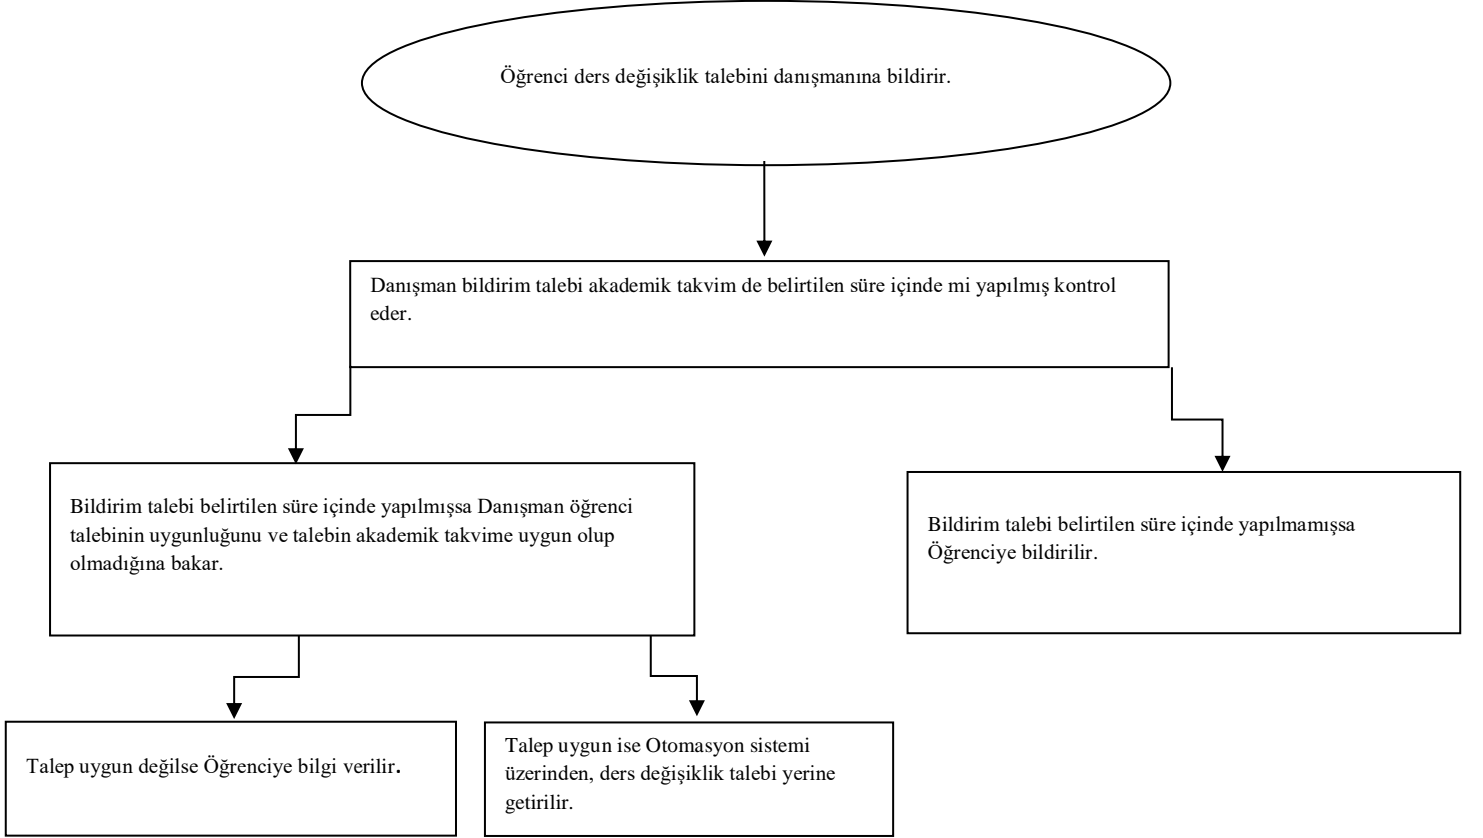 Öğrenci ders değişiklik talebini danışmanına bildirir.
Danışman bildirim talebi akademik takvim de belirtilen süre içinde mi yapılmış kontrol
eder.
Bildirim talebi belirtilen süre içinde yapılmışsa Danışman öğrenci
talebinin uygunluğunu ve talebin akademik takvime uygun olup
olmadığına bakar.
Bildirim talebi belirtilen süre içinde yapılmamışsa
Öğrenciye bildirilir.
Talep uygun değilse Öğrenciye bilgi verilir.
Talep uygun ise Otomasyon sistemi
üzerinden, ders değişiklik talebi yerine
getirilir.